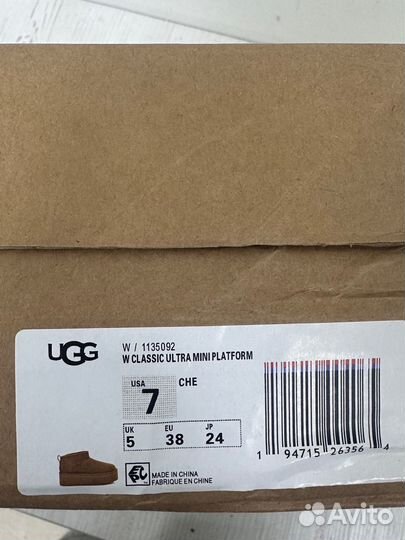 UGG
W / 1135092
W CLASSIC ULTRA MINI PLATFORM
USA
7
CHE
UK EU JP
5 38 24
MADE IN CHINA
FABRIQUE EN CHINE
1 94715 26356 4
Avito